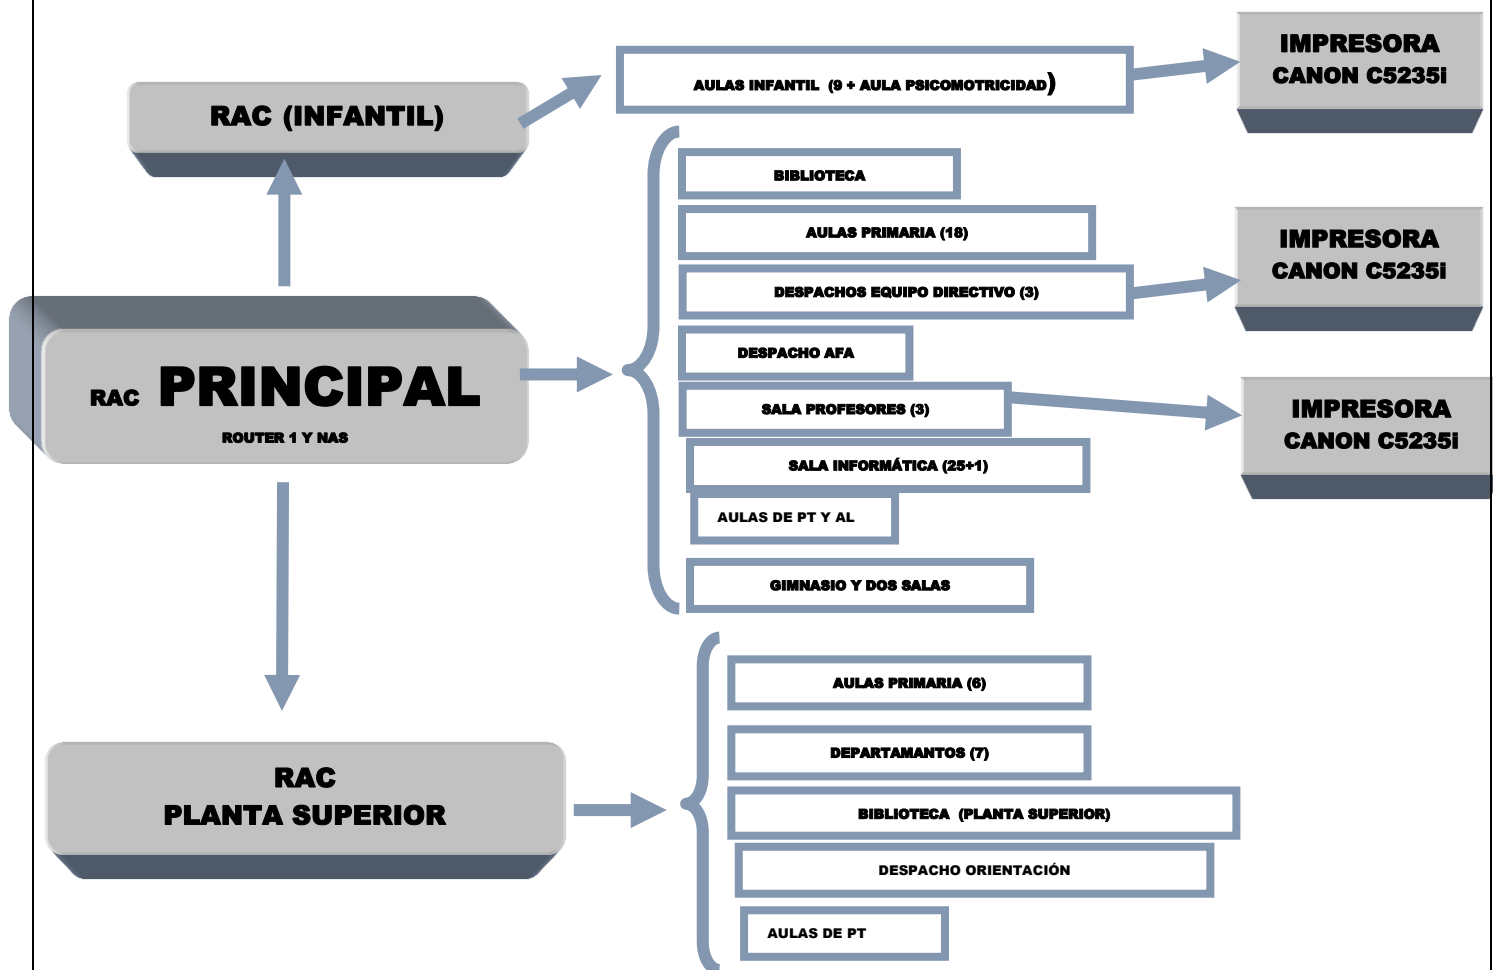 IMPRESORA
CANON C5235i
AULAS INFANTIL (9 + AULA PSICOMOTRICIDAD)
RAC (INFANTIL)
BIBLIOTECA
AULAS PRIMARIA (18)
IMPRESORA
CANON C5235i
DESPACHOS EQUIPO DIRECTIVO (3)
DESPACHO AFA
RAC PRINCIPAL
ROUTER 1 Y NAS
SALA PROFESORES (3)
IMPRESORA
CANON C5235i
SALA INFORMÁTICA (25+1)
AULAS DE PT Y AL
GIMNASIO Y DOS SALAS
AULAS PRIMARIA (6)
DEPARTAMANTOS (7)
RAC
PLANTA SUPERIOR
BIBLIOTECA (PLANTA SUPERIOR)
DESPACHO ORIENTACIÓN
AULAS DE PT